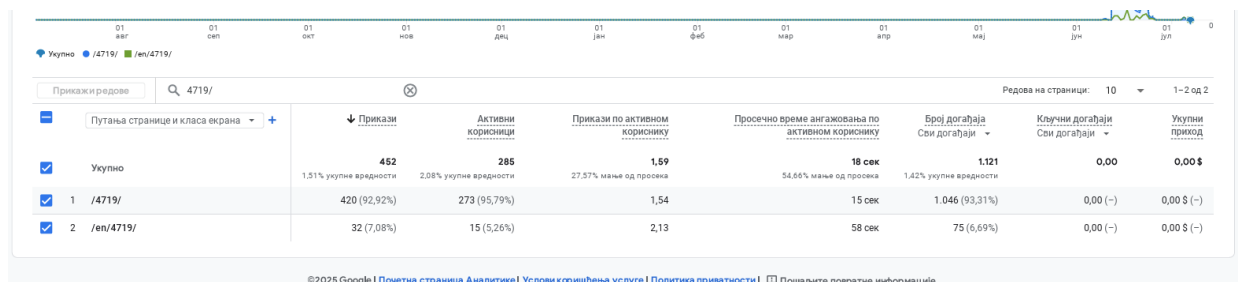 0
01 01 01 01 01 01 01 01 01 01 01 01
авг сеп окт нов дец јан феб мар апр мај јун јул
Укупно /4719/ /en/4719/
Прикажи редове 4719/ Редова на страници: 10 1–2 од 2
Путања странице и класа екрана + Прикази Активни корисници Прикази по активном кориснику Просечно време ангажовања по активном кориснику Број догађаја Сви догађаји Кључни догађаји Сви догађаји Укупни приход
Укупно 452 285 1,59 18 сек 1.121 0,00 0,00 $
1,51% укупне вредности 2,08% укупне вредности 27,57% мање од просека 54,66% мање од просека 1,42% укупне вредности
1 /4719/ 420 (92,92%) 273 (95,79%) 1,54 15 сек 1.046 (93,31%) 0,00 (–) 0,00 $ (–)
2 /en/4719/ 32 (7,08%) 15 (5,26%) 2,13 58 сек 75 (6,69%) 0,00 (–) 0,00 $ (–)
©2025 Google | Почетна страница Аналитике | Услови коришћења услуге | Политика приватности | Пошаљите повратне информације